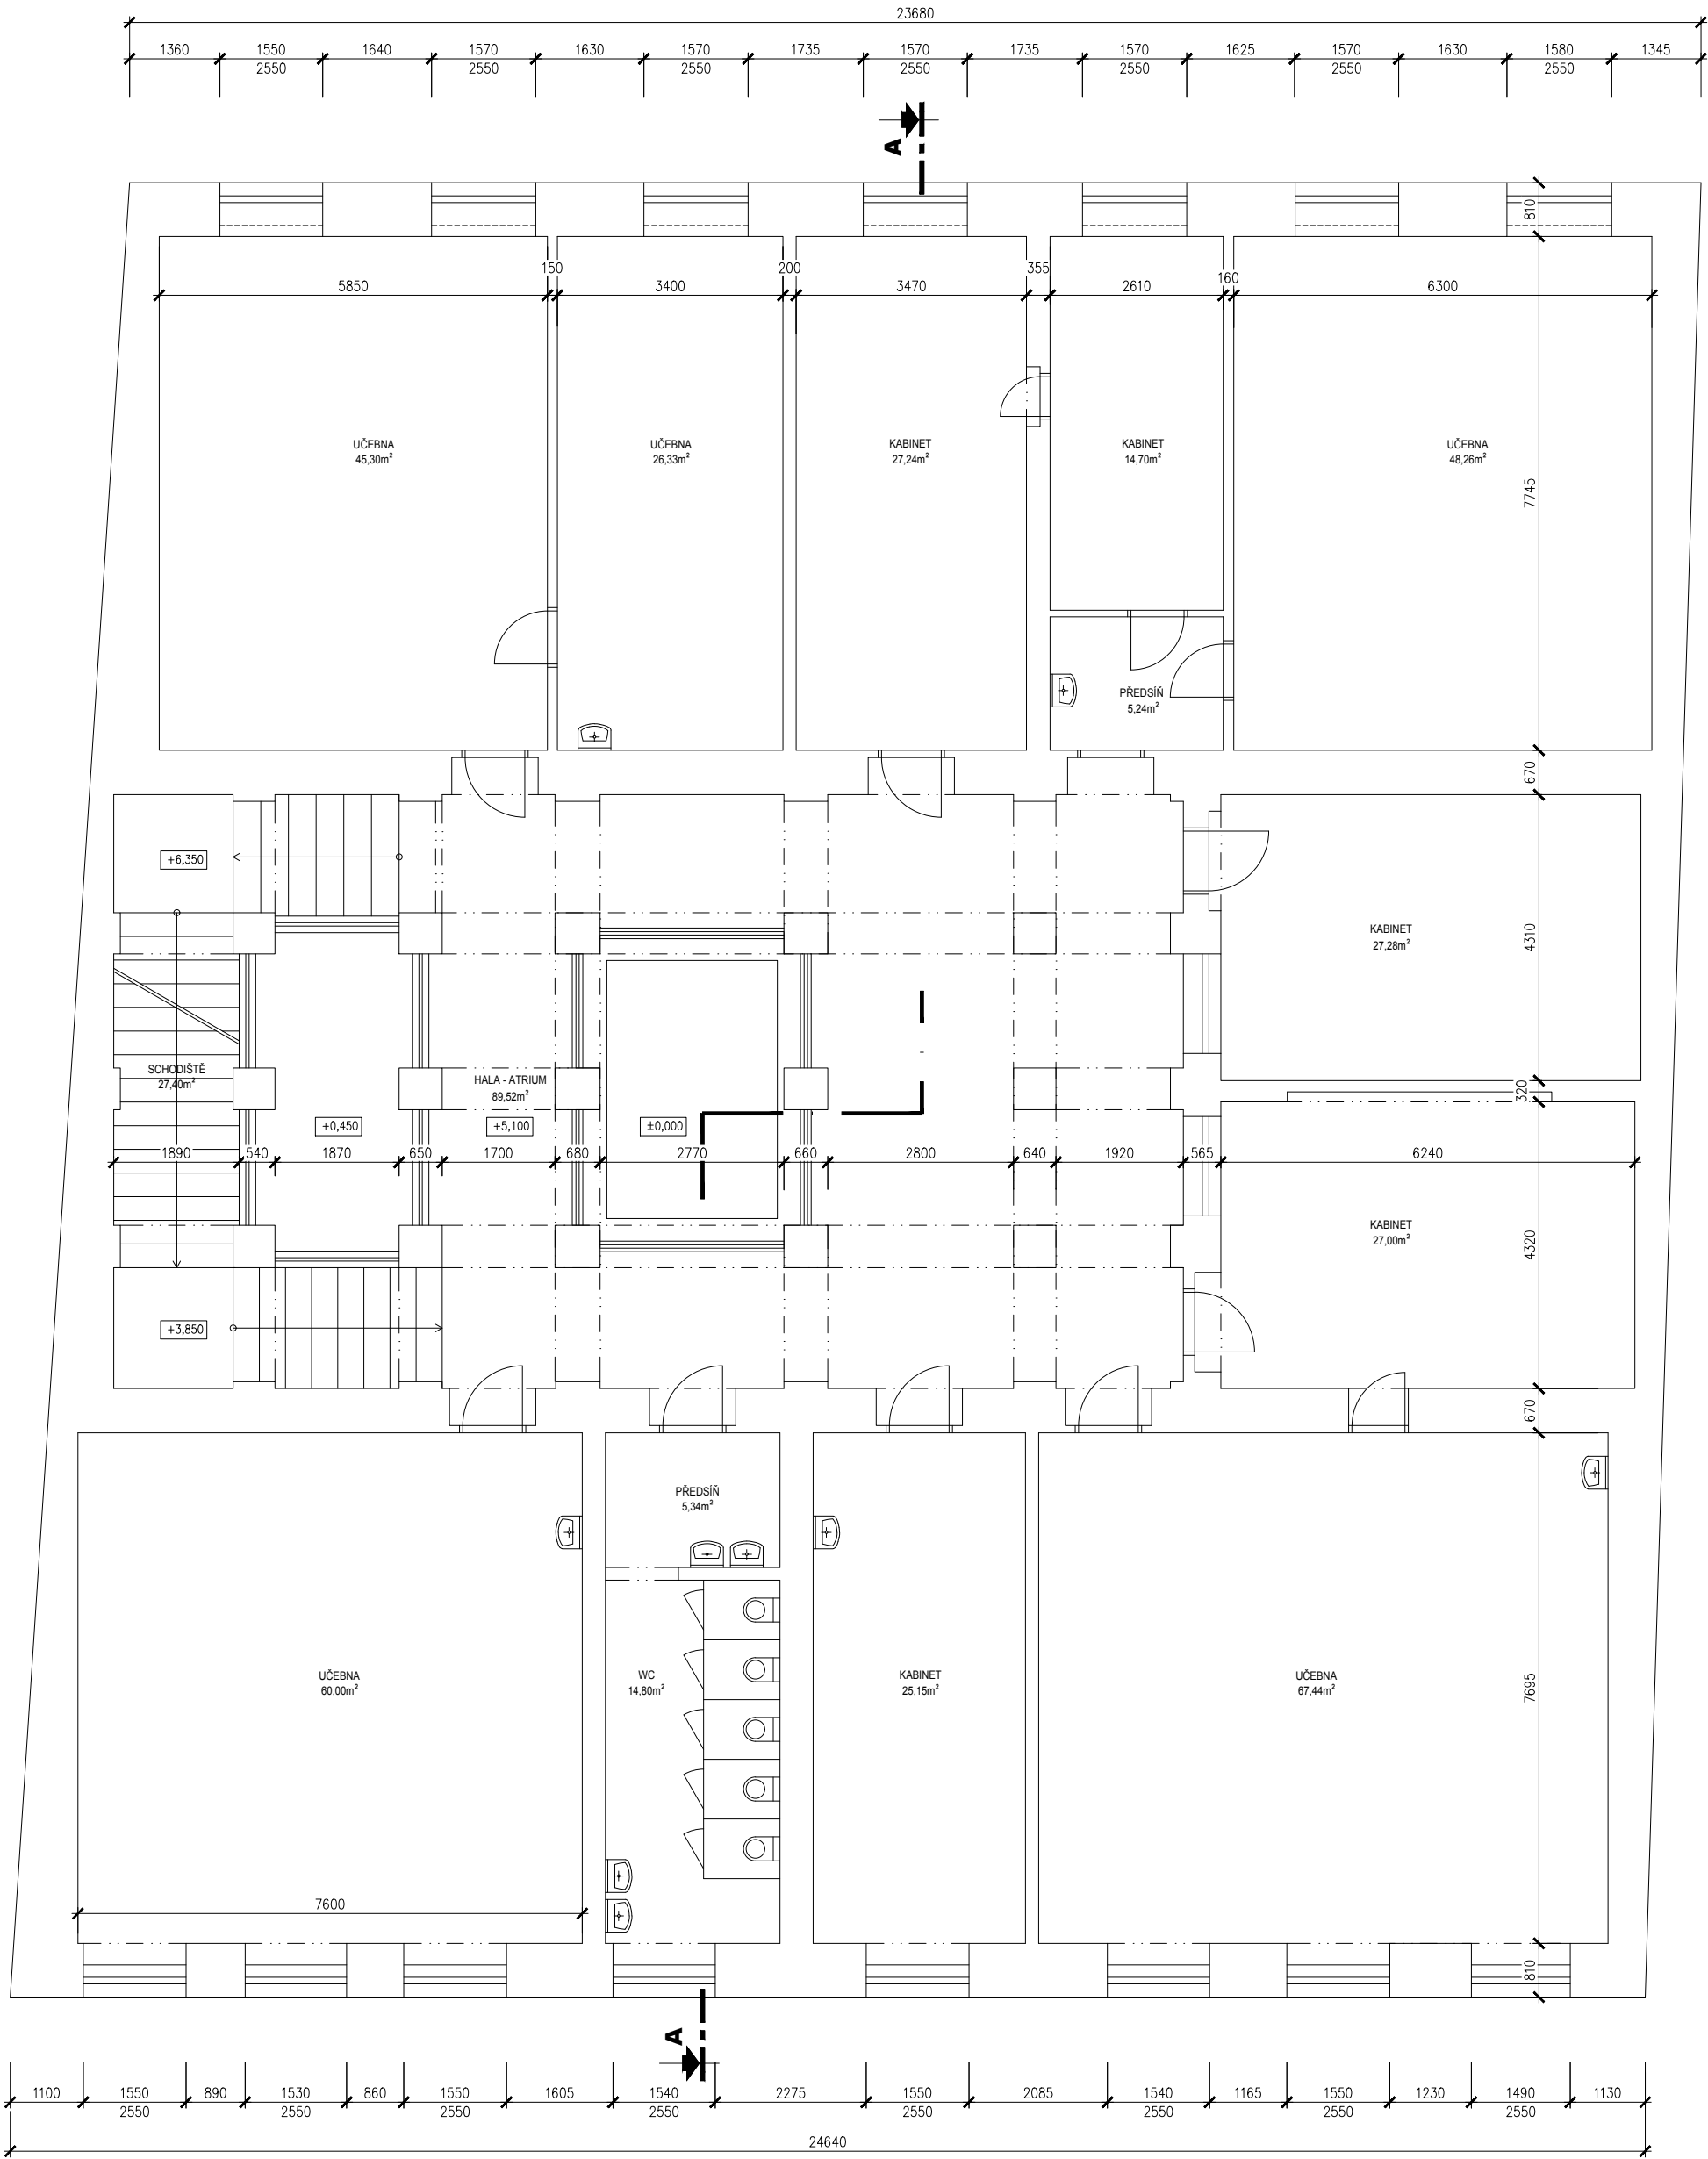 23680
1360 1550 1640 1570 1630 1570 1735 1570 1735 1570 1625 1570 1630 1580 1345
2550 2550 2550 2550 2550 2550 2550
A
810
150 200 355 160
5850 3400 3470 2610 6300
UČEBNA
45,30m²
UČEBNA
26,33m²
KABINET
27,24m²
KABINET
14,70m²
UČEBNA
48,26m²
7745
PŘEDSÍŇ
5,24m²
670
+6,350
KABINET
27,28m²
4310
SCHODIŠTĚ
27,40m²
HALA - ATRIUM
89,52m²
320
+0,450
+5,100
±0,000
1890 540 1870 650 1700 680 2770 660 2800 640 1920 565 6240
KABINET
27,00m²
4320
+3,850
670
PŘEDSÍŇ
5,34m²
UČEBNA
60,00m²
WC
14,80m²
KABINET
25,15m²
UČEBNA
67,44m²
7695
7600
810
A
1100 1550 890 1530 860 1550 1605 1540 2275 1550 2085 1540 1165 1550 1230 1490 1130
2550 2550 2550 2550 2550 2550 2550 2550
24640